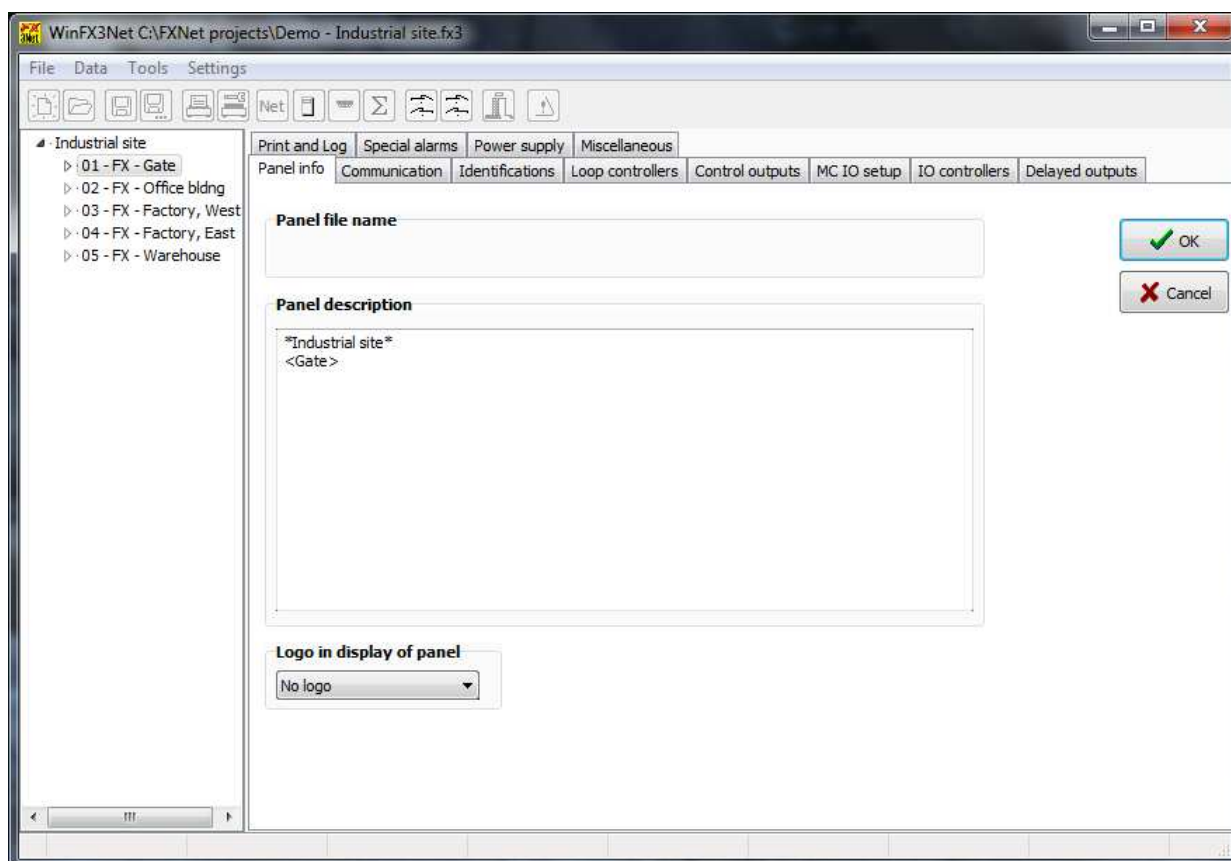 WinFX3Net C:\FXNet projects\Demo - Industrial site.fx3
File Data Tools Settings
Net Σ
Industrial site
01 - FX - Gate
02 - FX - Office bldng
03 - FX - Factory, West
04 - FX - Factory, East
05 - FX - Warehouse
Print and Log Special alarms Power supply Miscellaneous
Panel info Communication Identifications Loop controllers Control outputs MC IO setup IO controllers Delayed outputs
Panel file name
OK
Cancel
Panel description
*Industrial site*
<Gate>
Logo in display of panel
No logo